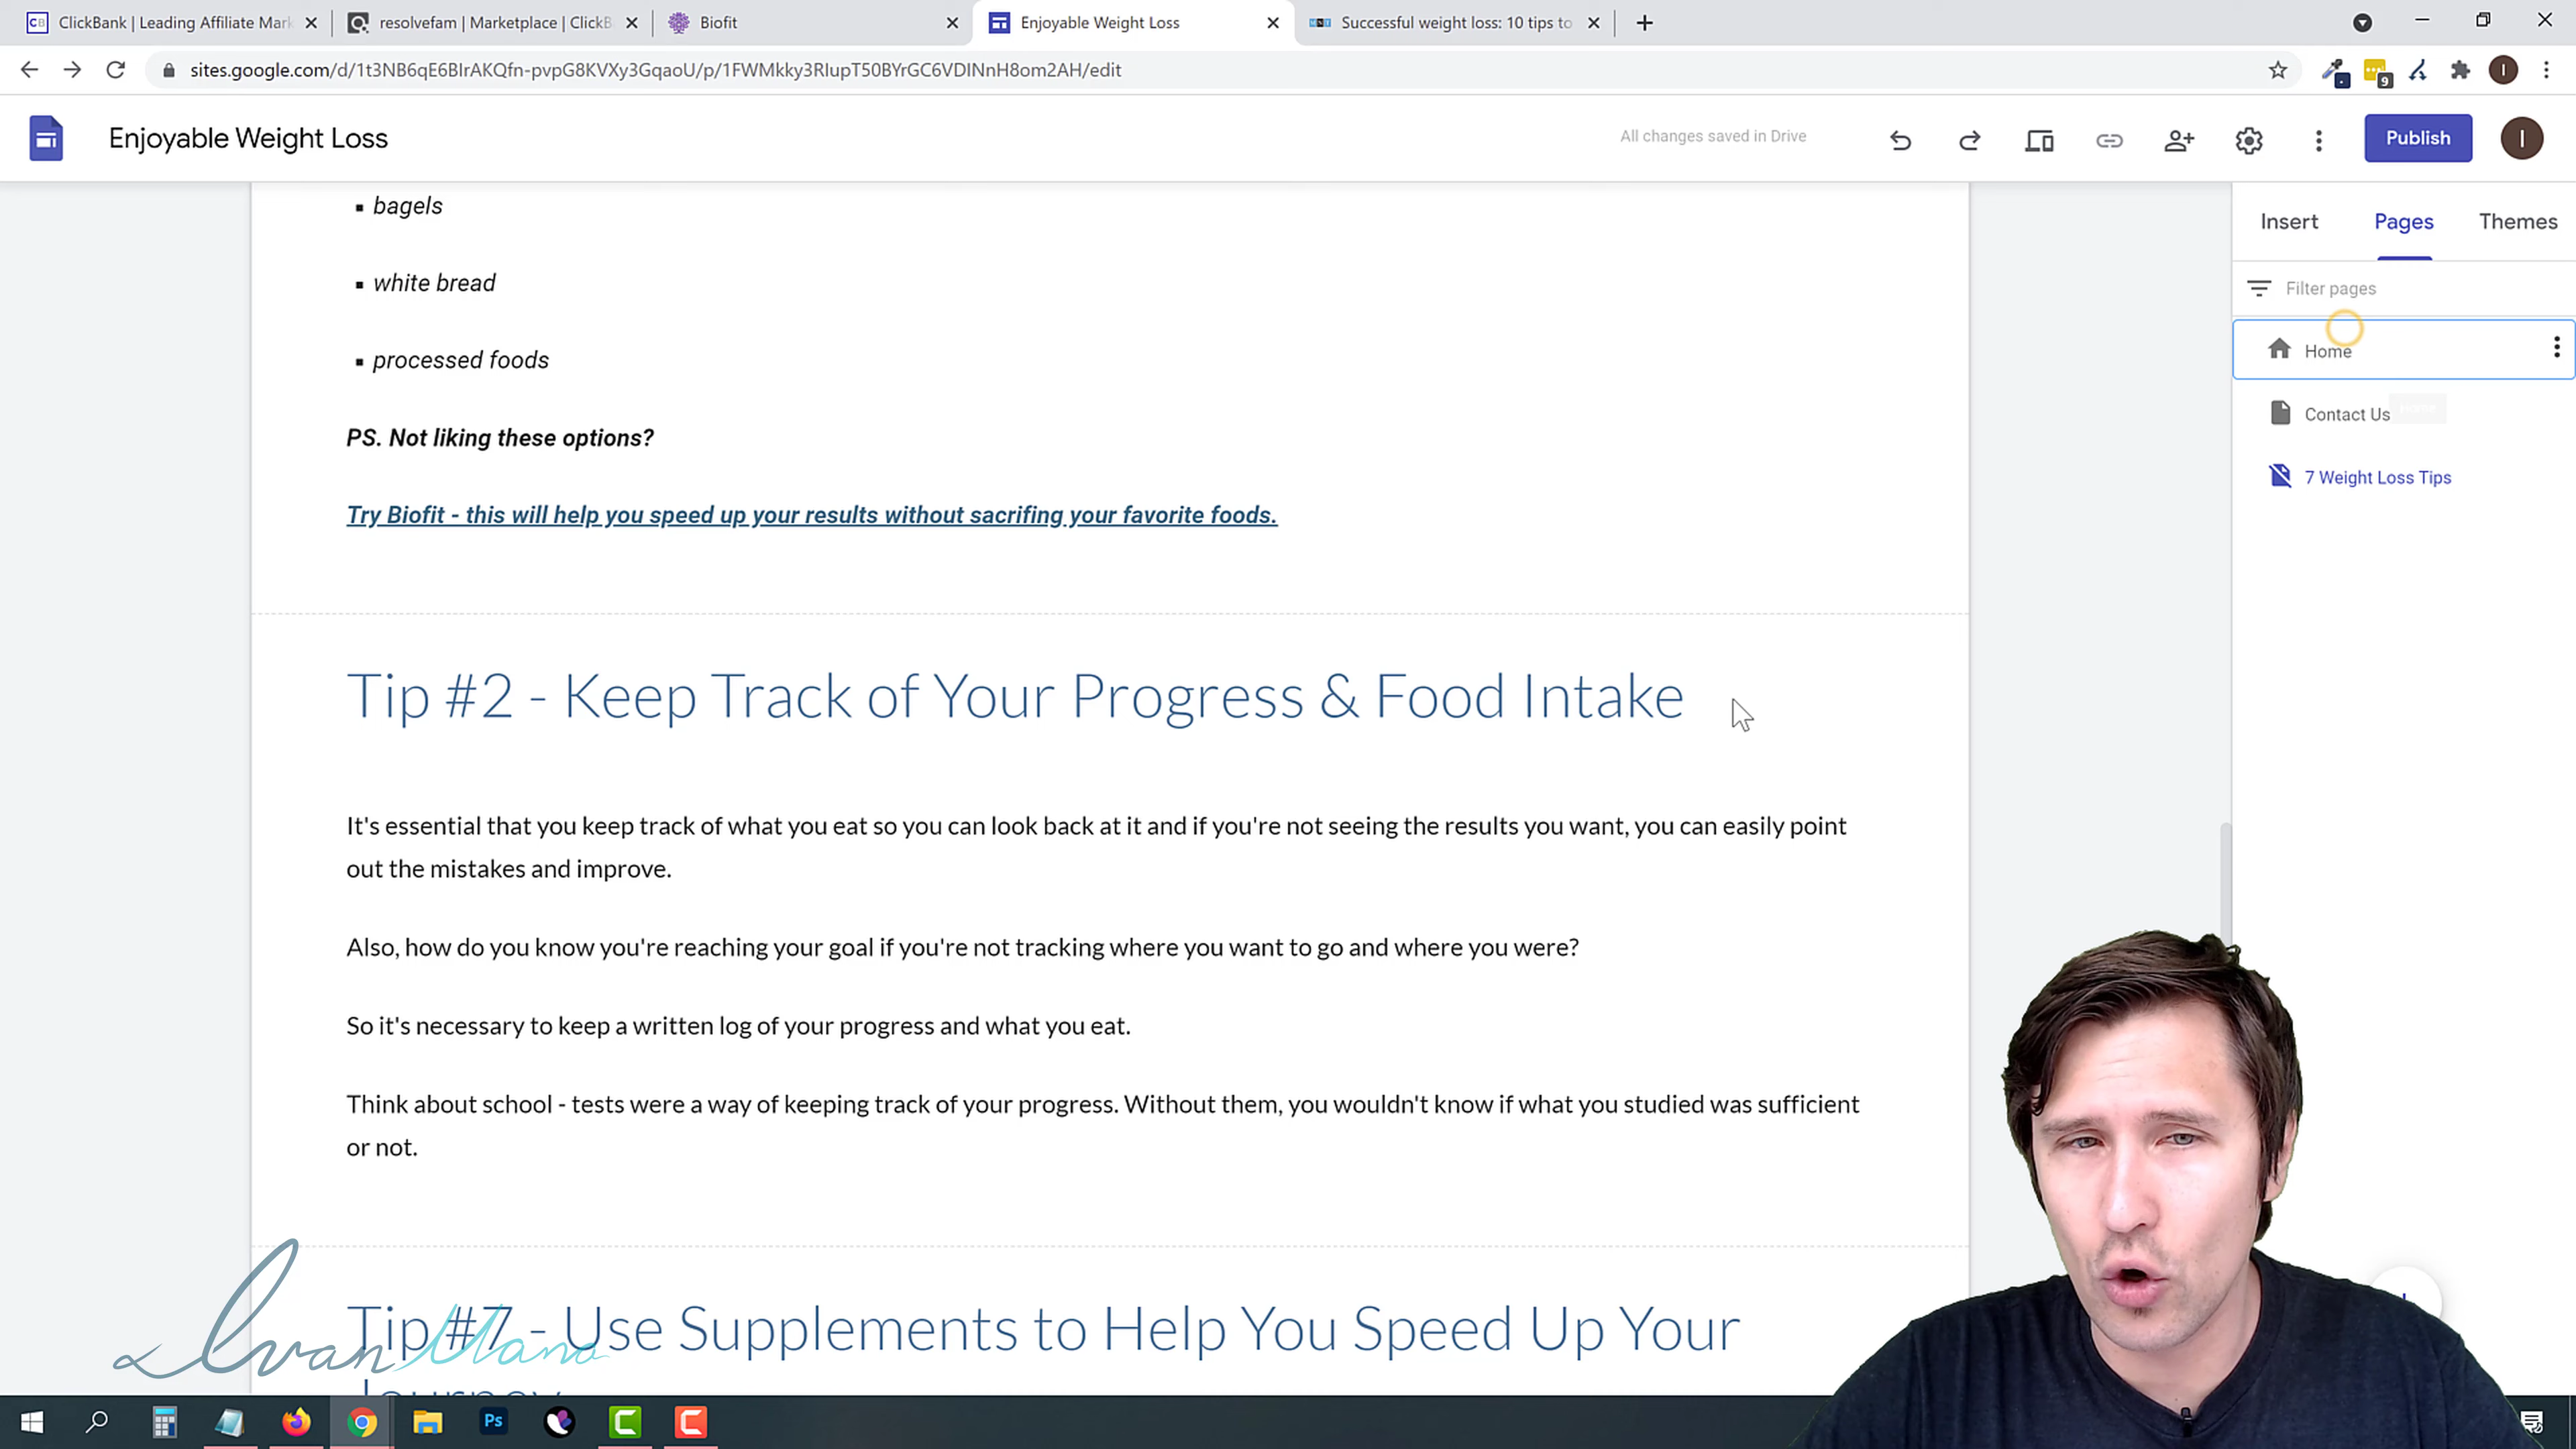 ClickBank | Leading Affiliate Mark
resolvefam | Marketplace | ClickB
Biofit
Enjoyable Weight Loss
Successful weight loss: 10 tips to
sites.google.com/d/1t3NB6qE6BIrAKQfn-pvpG8KVXy3GqaoU/p/1FWMkky3RIupT50BYrGC6VDINnH8om2AH/edit
9
I
Enjoyable Weight Loss
All changes saved in Drive
Publish
I
Insert
Pages
Themes
Filter pages
Home
Contact Us
7 Weight Loss Tips
bagels
white bread
processed foods
PS. Not liking these options?
Try Biofit - this will help you speed up your results without sacrifing your favorite foods.
Tip #2 - Keep Track of Your Progress & Food Intake
It's essential that you keep track of what you eat so you can look back at it and if you're not seeing the results you want, you can easily point
out the mistakes and improve.
Also, how do you know you're reaching your goal if you're not tracking where you want to go and where you were?
So it's necessary to keep a written log of your progress and what you eat.
Think about school - tests were a way of keeping track of your progress. Without them, you wouldn't know if what you studied was sufficient
or not.
Tip #7 - Use Supplements to Help You Speed Up Your
Journey
Ivan Mana
Ps